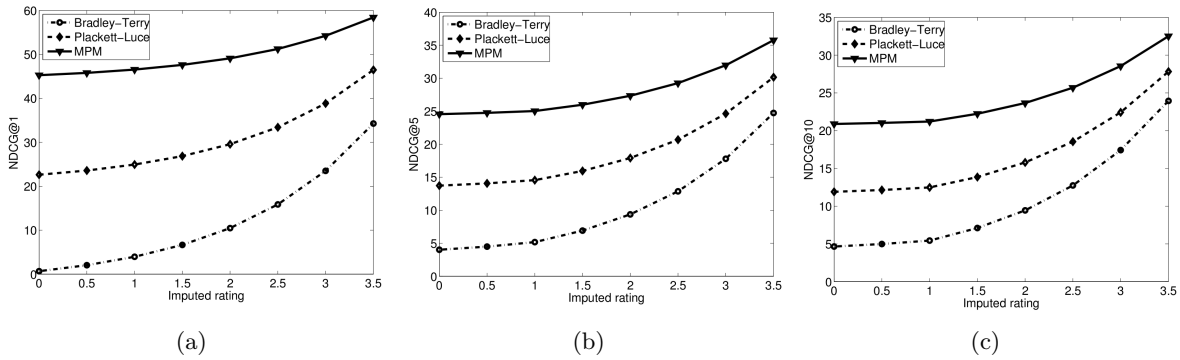 60
50
40
30
20
10
0
NDCG@1
Bradley−Terry
Plackett−Luce
MPM
0 0.5 1 1.5 2 2.5 3 3.5
Imputed rating
(a)
40
35
30
25
20
15
10
5
0
NDCG@5
Bradley−Terry
Plackett−Luce
MPM
0 0.5 1 1.5 2 2.5 3 3.5
Imputed rating
(b)
35
30
25
20
15
10
5
0
NDCG@10
Bradley−Terry
Plackett−Luce
MPM
0 0.5 1 1.5 2 2.5 3 3.5
Imputed rating
(c)